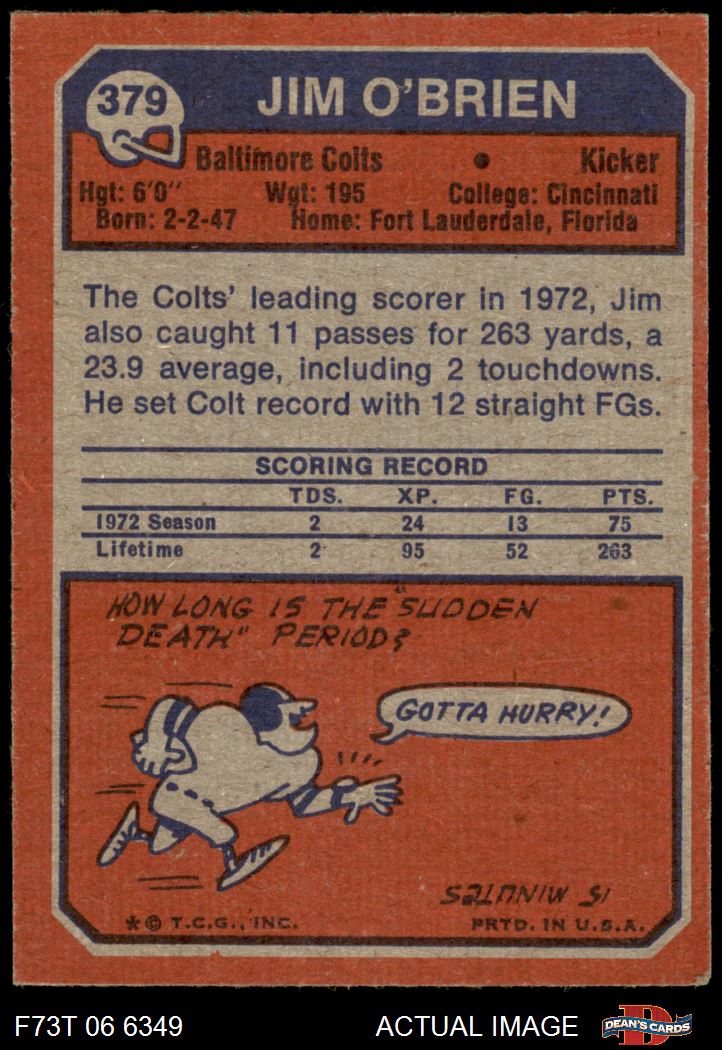 379
JIM O'BRIEN
Baltimore Colts • Kicker
Hgt: 6'0" Wgt: 195 College: Cincinnati
Born: 2-2-47 Home: Fort Lauderdale, Florida
The Colts' leading scorer in 1972, Jim
also caught 11 passes for 263 yards, a
23.9 average, including 2 touchdowns.
He set Colt record with 12 straight FGs.
SCORING RECORD
TDS. XP. FG. PTS.
1972 Season 2 24 13 75
Lifetime 2 95 52 263
HOW LONG IS THE "SUDDEN
DEATH" PERIOD?
GOTTA HURRY!
15 MINUTES
* © T.C.G., INC. PRTD. IN U.S.A.
F73T 06 6349 ACTUAL IMAGE
D
DEAN'S CARDS